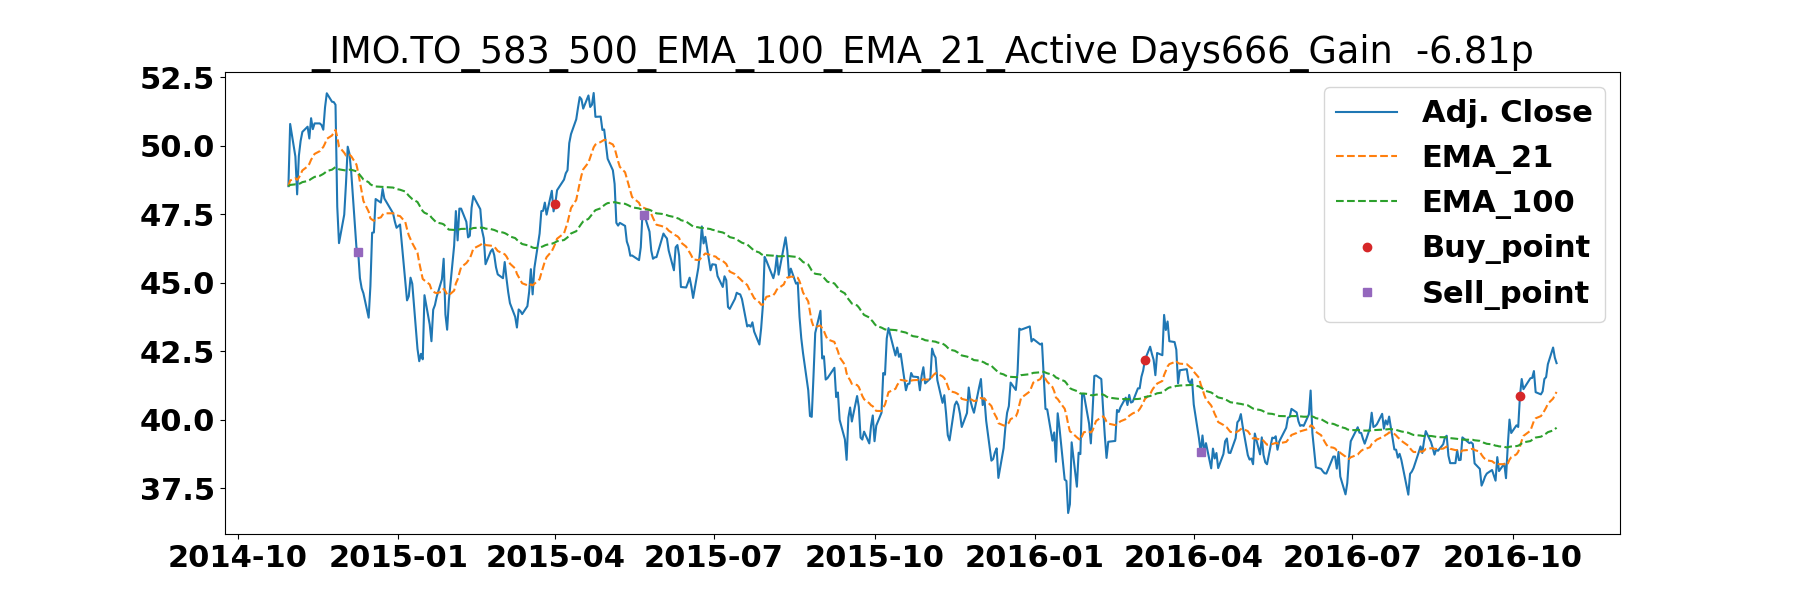 _IMO.TO_583_500_EMA_100_EMA_21_Active Days666_Gain  -6.81p
52.5
50.0
47.5
45.0
42.5
40.0
37.5
2014-10 2015-01 2015-04 2015-07 2015-10 2016-01 2016-04 2016-07 2016-10
Adj. Close
EMA_21
EMA_100
Buy_point
Sell_point